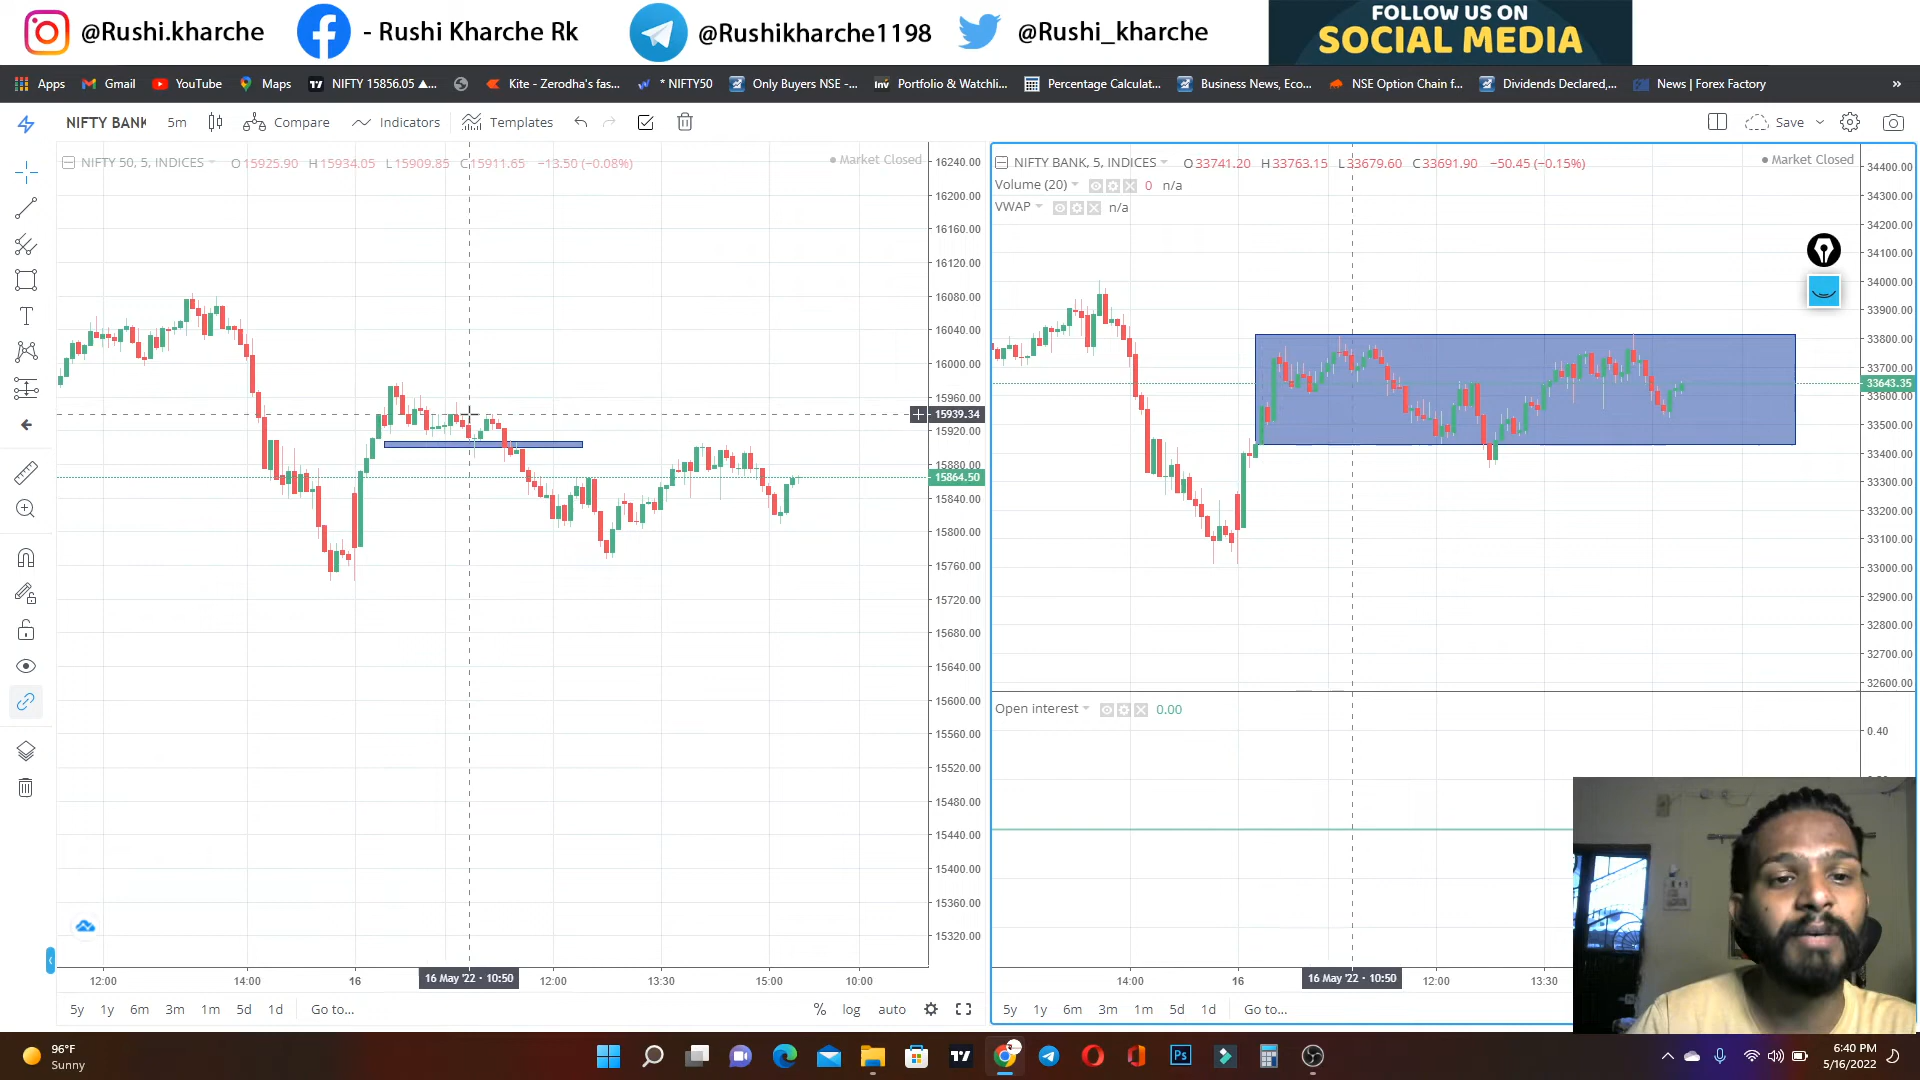 @Rushi.kharche
- Rushi Kharche Rk
@Rushikharche1198
@Rushi_kharche
FOLLOW US ON
SOCIAL MEDIA
Apps
Gmail
YouTube
Maps
NIFTY 15856.05 ▲...
Kite - Zerodha's fas...
* NIFTY50
Only Buyers NSE -...
Portfolio & Watchli...
Percentage Calculat...
Business News, Eco...
NSE Option Chain f...
Dividends Declared,...
News | Forex Factory
»
NIFTY BANK
5m
Compare
Indicators
Templates
Save
NIFTY 50, 5, INDICES
O15925.90 H15934.05 L15909.85 C15911.65 −13.50 (−0.08%)
Market Closed
16240.00
16200.00
16160.00
16120.00
16080.00
16040.00
16000.00
15960.00
15939.34
15920.00
15880.00
15864.50
15840.00
15800.00
15760.00
15720.00
15680.00
15640.00
15600.00
15560.00
15520.00
15480.00
15440.00
15400.00
15360.00
15320.00
12:00
14:00
16
16 May '22 · 10:50
12:00
13:30
15:00
10:00
5y 1y 6m 3m 1m 5d 1d Go to...
% log auto
NIFTY BANK, 5, INDICES
O33741.20 H33763.15 L33679.60 C33691.90 −50.45 (−0.15%)
Market Closed
Volume (20) 0 n/a
VWAP n/a
34400.00
34300.00
34200.00
34100.00
34000.00
33900.00
33800.00
33700.00
33643.35
33600.00
33500.00
33400.00
33300.00
33200.00
33100.00
33000.00
32900.00
32800.00
32700.00
32600.00
Open interest 0.00
0.40
14:00
16
16 May '22 · 10:50
12:00
13:30
5y 1y 6m 3m 1m 5d 1d Go to...
96°F
Sunny
Ps
6:40 PM
5/16/2022